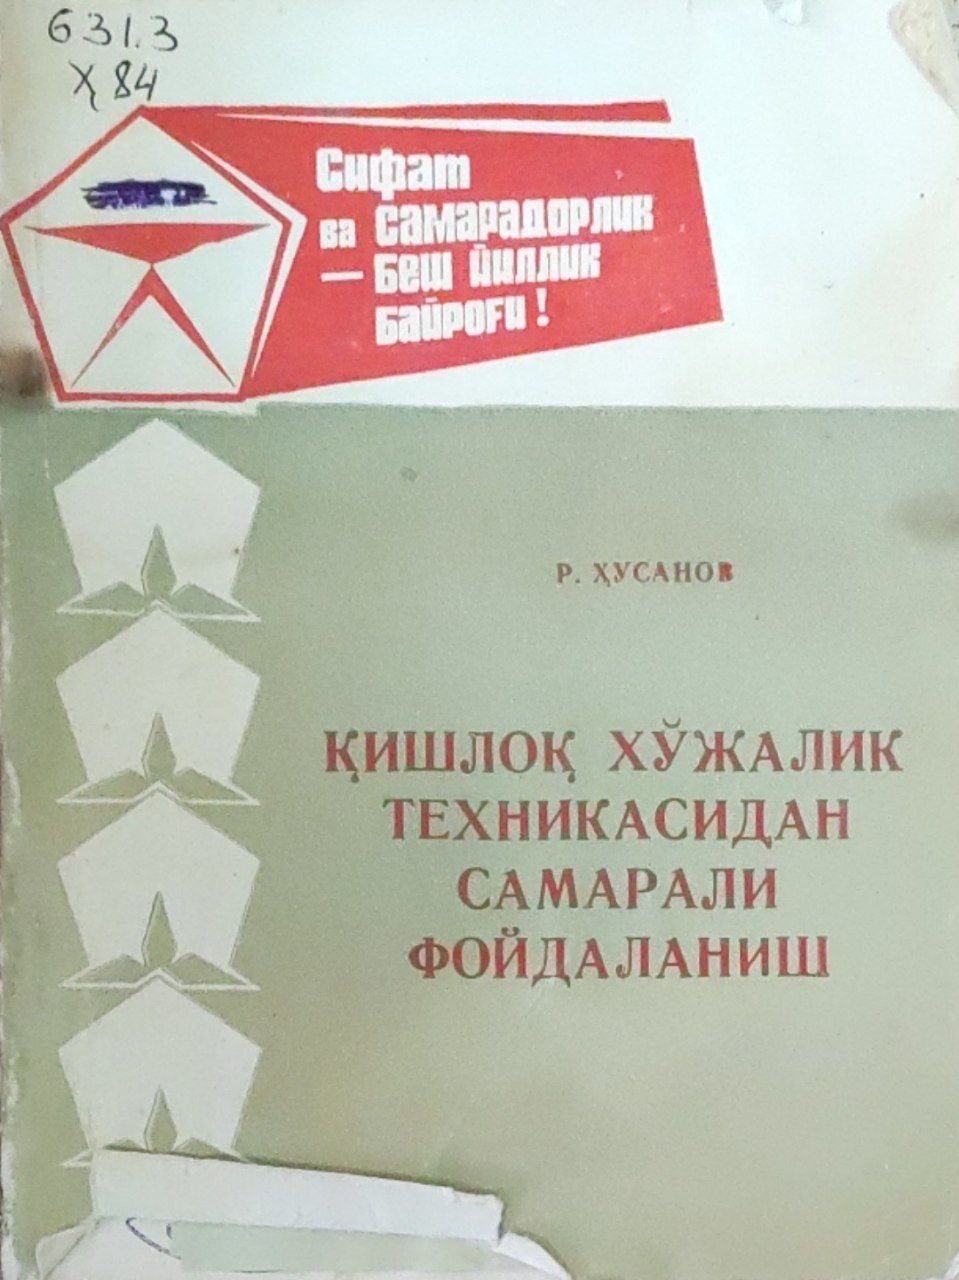 631.3
Ҳ 84
Сифат
ва самарадорлик
— беш йиллик
байроғи!
Р. ҲУСАНОВ
ҚИШЛОҚ ХЎЖАЛИК
ТЕХНИКАСИДАН
САМАРАЛИ
ФОЙДАЛАНИШ